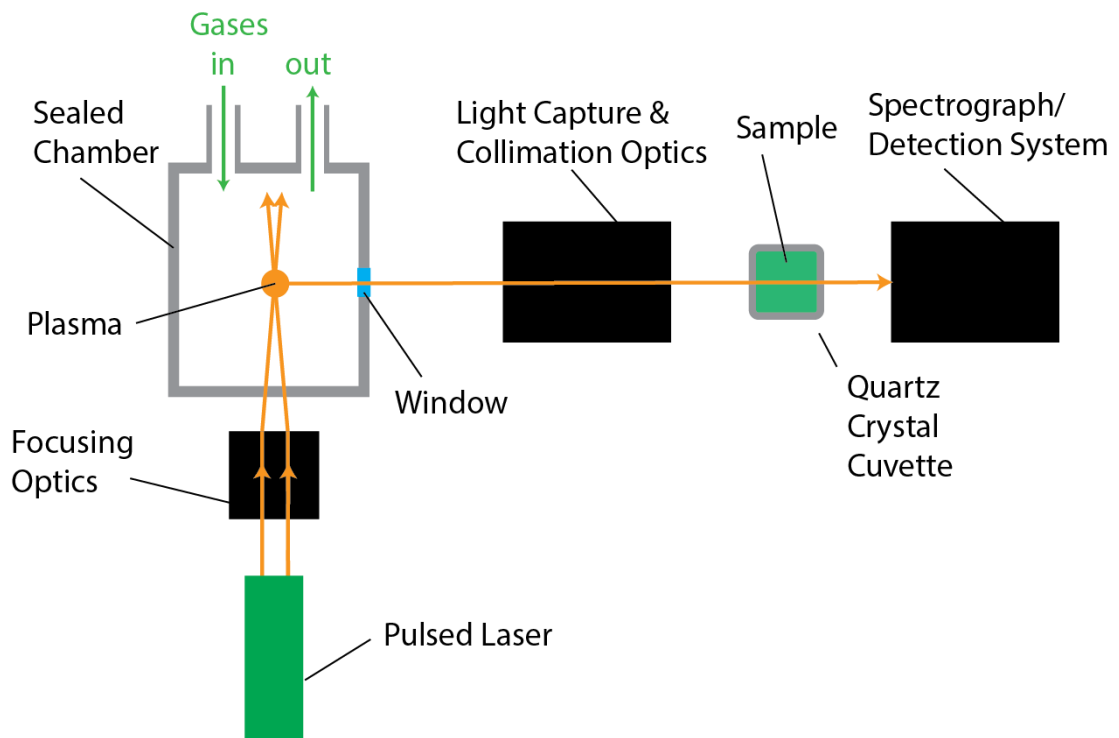 Gases
in out
Sealed
Chamber
Light Capture &
Collimation Optics
Sample
Spectrograph/
Detection System
Plasma
Window
Quartz
Crystal
Cuvette
Focusing
Optics
Pulsed Laser